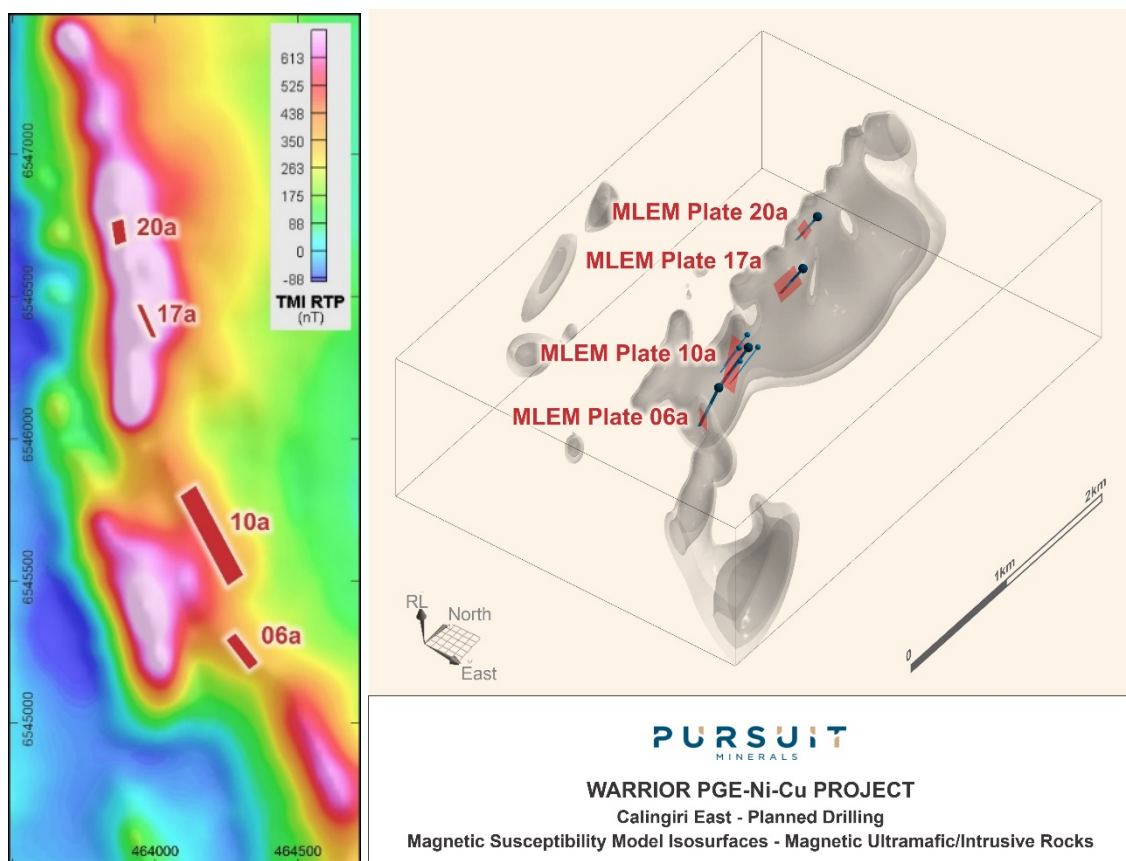 613
525
438
350
263
175
88
0
-88
TMI RTP
(nT)
6547000
6546500
6546000
6545500
6545000
464000
464500
20a
17a
10a
06a
MLEM Plate 20a
MLEM Plate 17a
MLEM Plate 10a
MLEM Plate 06a
2km
1km
0
RL
North
East
PURSUIT
MINERALS
WARRIOR PGE-Ni-Cu PROJECT
Calingiri East - Planned Drilling
Magnetic Susceptibility Model Isosurfaces - Magnetic Ultramafic/Intrusive Rocks